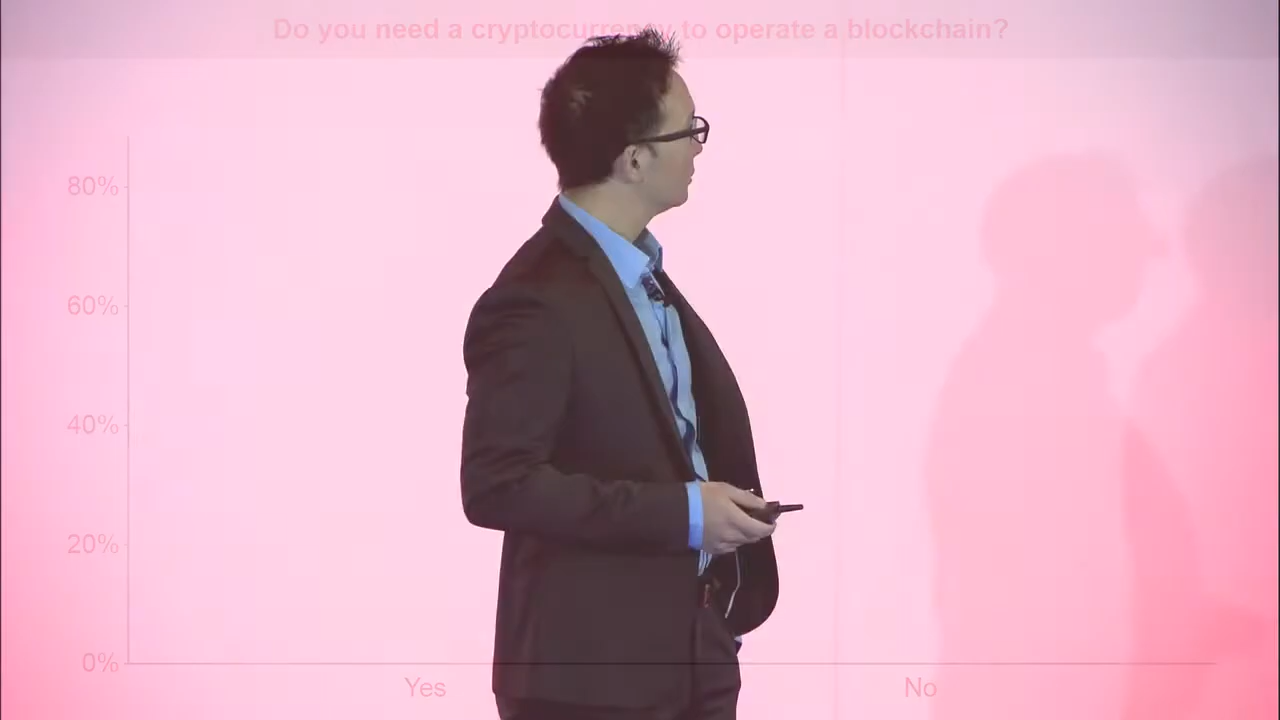 Do you need a cryptocurrency to operate a blockchain?
80%
60%
40%
20%
0%
Yes
No